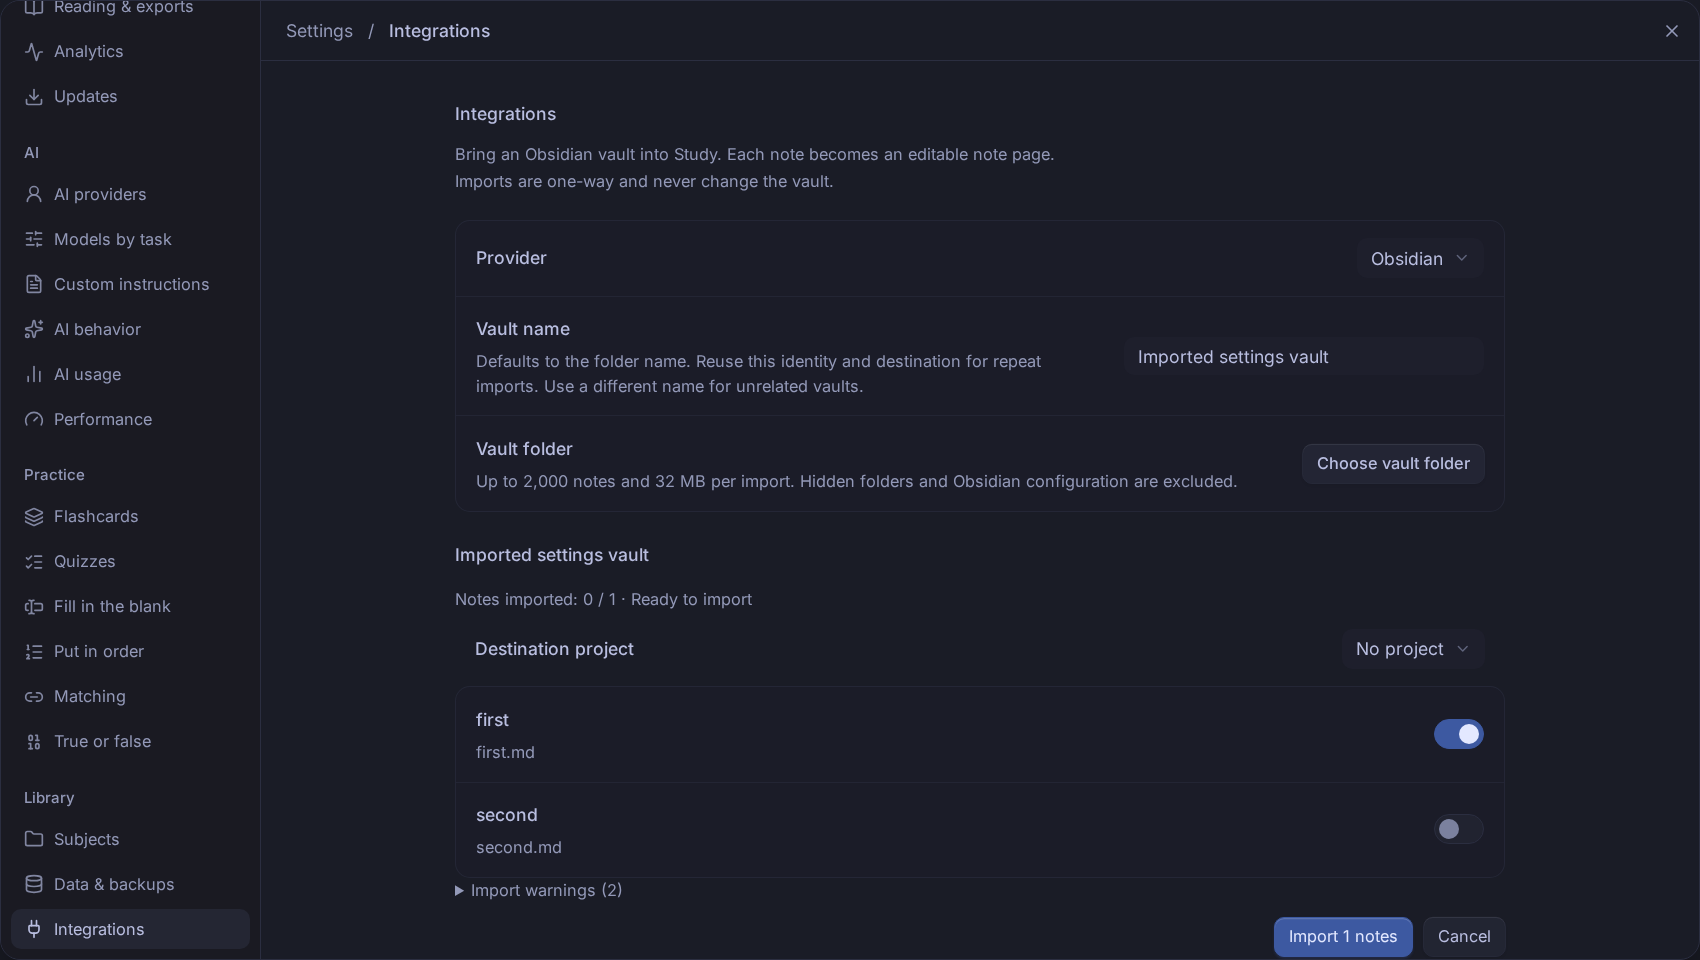 Reading & exports
Analytics
Updates
AI
AI providers
Models by task
Custom instructions
AI behavior
AI usage
Performance
Practice
Flashcards
Quizzes
Fill in the blank
Put in order
Matching
True or false
Library
Subjects
Data & backups
Integrations
Settings / Integrations
Integrations
Bring an Obsidian vault into Study. Each note becomes an editable note page.
Imports are one-way and never change the vault.
Provider
Obsidian
Vault name
Defaults to the folder name. Reuse this identity and destination for repeat
imports. Use a different name for unrelated vaults.
Imported settings vault
Vault folder
Up to 2,000 notes and 32 MB per import. Hidden folders and Obsidian configuration are excluded.
Choose vault folder
Imported settings vault
Notes imported: 0 / 1 · Ready to import
Destination project
No project
first
first.md
second
second.md
Import warnings (2)
Import 1 notes
Cancel